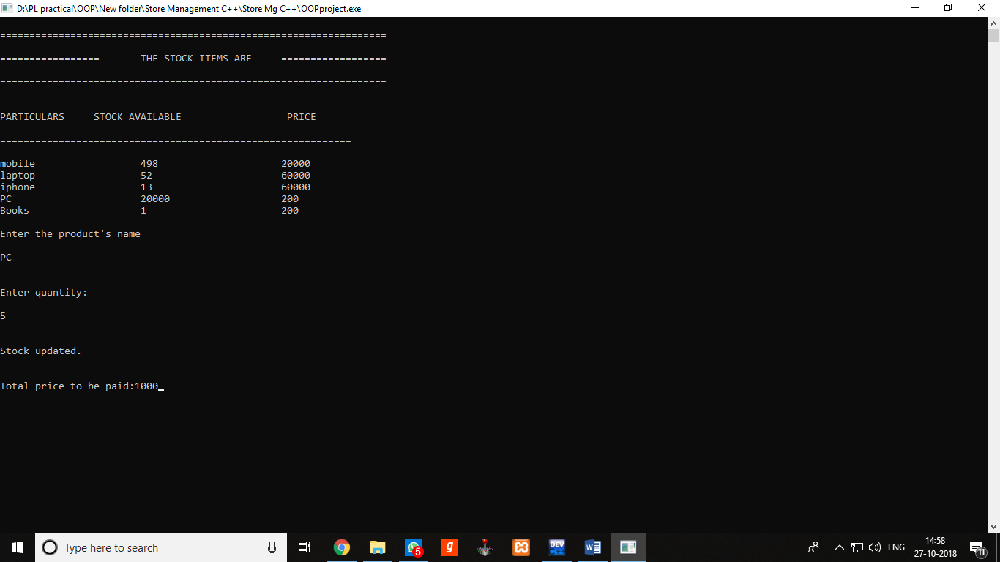 D:\PL practical\OOP\New folder\Store Management C++\Store Mg C++\OOPproject.exe
==================================================================
================= THE STOCK ITEMS ARE ==================
==================================================================
PARTICULARS STOCK AVAILABLE PRICE
============================================================
mobile 498 20000
laptop 52 60000
iphone 13 60000
PC 20000 200
Books 1 200
Enter the product's name
PC
Enter quantity:
5
Stock updated.
Total price to be paid:1000
Type here to search
5
g
DEV
W
ENG
14:58
27-10-2018
11